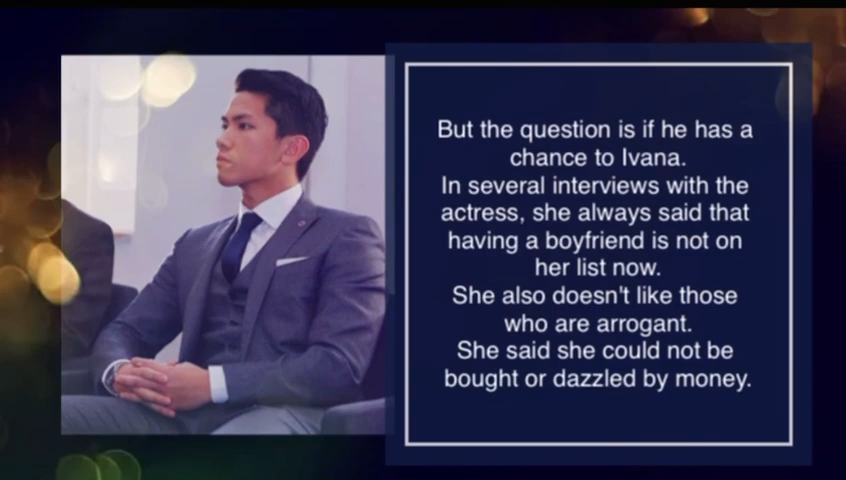 But the question is if he has a
chance to Ivana.
In several interviews with the
actress, she always said that
having a boyfriend is not on
her list now.
She also doesn't like those
who are arrogant.
She said she could not be
bought or dazzled by money.